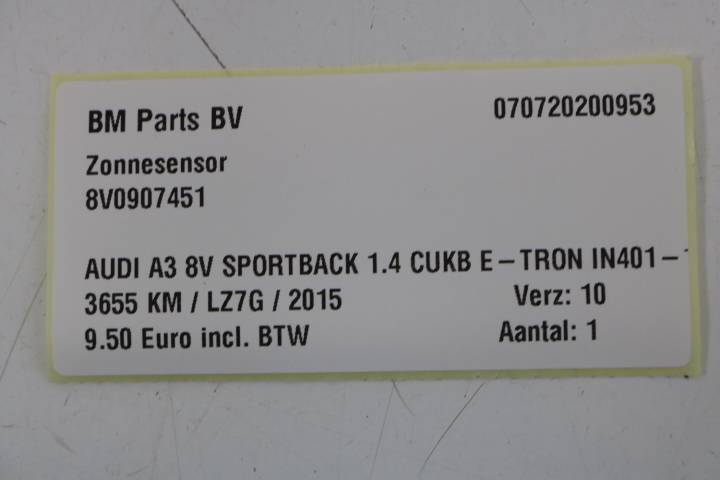 BM Parts BV 070720200953
Zonnesensor
8V0907451
AUDI A3 8V SPORTBACK 1.4 CUKB E-TRON IN401-
3655 KM / LZ7G / 2015 Verz: 10
9.50 Euro incl. BTW Aantal: 1